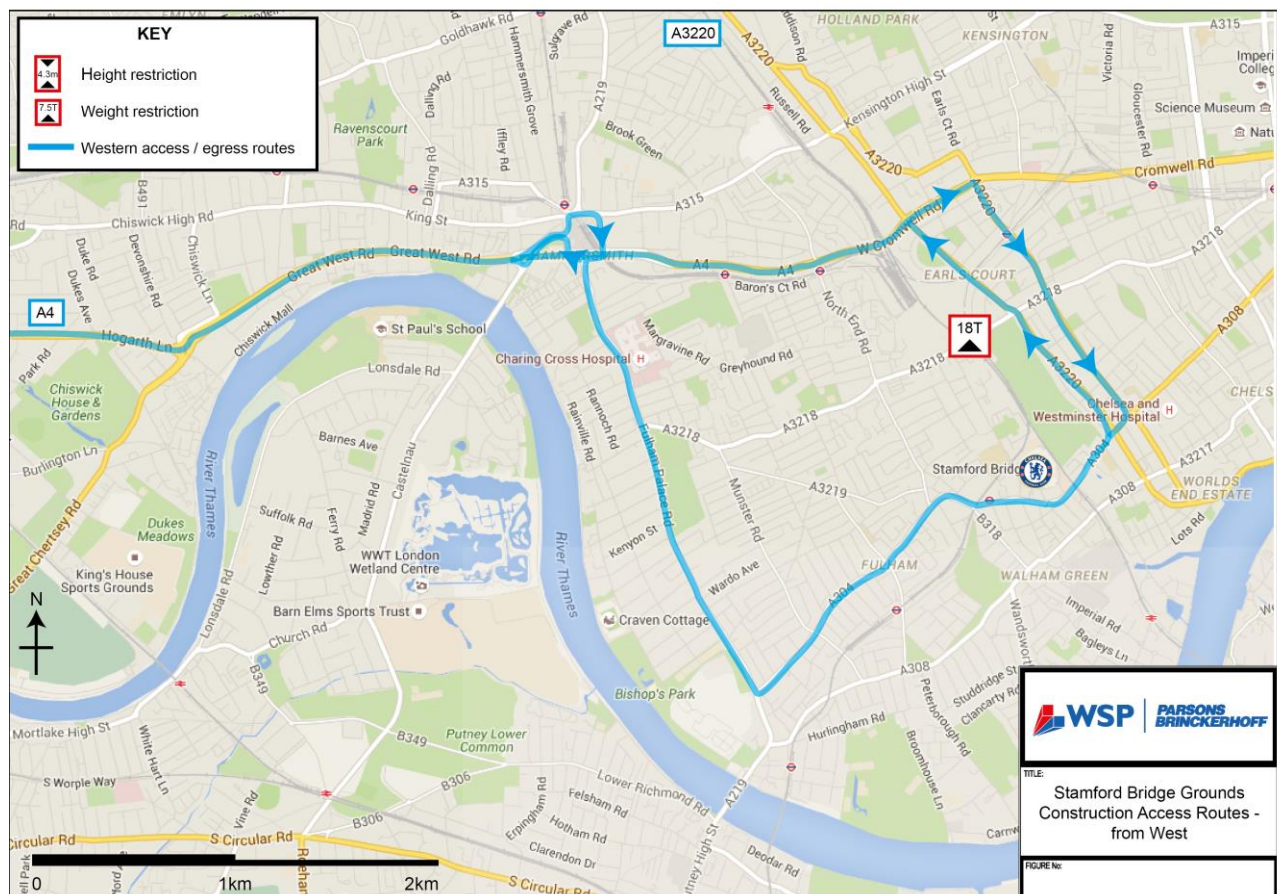 KEY
4.3m
Height restriction
7.5T
Weight restriction
Western access / egress routes
A3220
HOLLAND PARK
KENSINGTON
A315
Goldhawk Rd
Hammersmith Grove
A219
Addison Rd
A3220
Russell Rd
Kensington High St
Earls Ct Rd
Victoria Rd
Gloucester Rd
Science Museum
Ravenscourt
Park
Dalling Rd
Dalling Rd
Iffley Rd
Brook Green
A3220
Cromwell Rd
B491
A315
King St
A315
A3220
Chiswick High Rd
Duke Rd
Dukes Ave
Devonshire Rd
Chiswick Ln
Great West Rd
Great West Rd
W Cromwell Rd
A3218
A4
A4
Baron's Ct Rd
EARLS COURT
A3218
A308
A4
Hogarth Ln
Chiswick Mall
St Paul's School
Lonsdale Rd
Margravine Rd
Greyhound Rd
North End Rd
18T
Charing Cross Hospital
H
A3218
A3220
Park Rd
Chiswick
House &
Gardens
Burlington Ln
Rannoch Rd
Rainville Rd
Chelsea and
Westminster Hospital
H
Barnes Ave
Castelnau
A3218
A304
A3217
River Thames
Fulham Palace Rd
Stamford Bridge
A308
WORLDS
END ESTATE
Suffolk Rd
Ferry Rd
Madrid Rd
Munster Rd
A3219
B318
Lots Rd
Dukes
Meadows
Great Chertsey Rd
Lowther Rd
WWT London
Wetland Centre
River Thames
Kenyon St
Wardo Ave
FULHAM
WALHAM GREEN
King's House
Sports Grounds
Lonsdale Rd
A304
Imperial Rd
Bagleys Ln
N
Barn Elms Sports Trust
Craven Cottage
Church Rd
B349
A308
Studdridge St
Clancarty Rd
Peterborough Rd
Bishop's Park
Hurlingham Rd
Broomhouse Ln
Mortlake High St
White Hart Ln
B349
Putney Lower
Common
S Worple Way
B306
Lower Richmond Rd
A219
Vine Rd
Felsham Rd
Erpingham Rd
Hotham Rd
Clarendon Dr
Deodar Rd
B306
S Circular Rd
S Circular Rd
0
1km
2km
WSP | PARSONS
BRINCKERHOFF
TITLE:
Stamford Bridge Grounds
Construction Access Routes -
from West
FIGURE No: